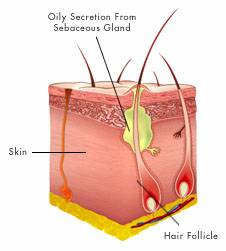 Oily Secretion From
Sebaceous Gland
Skin
Hair Follicle